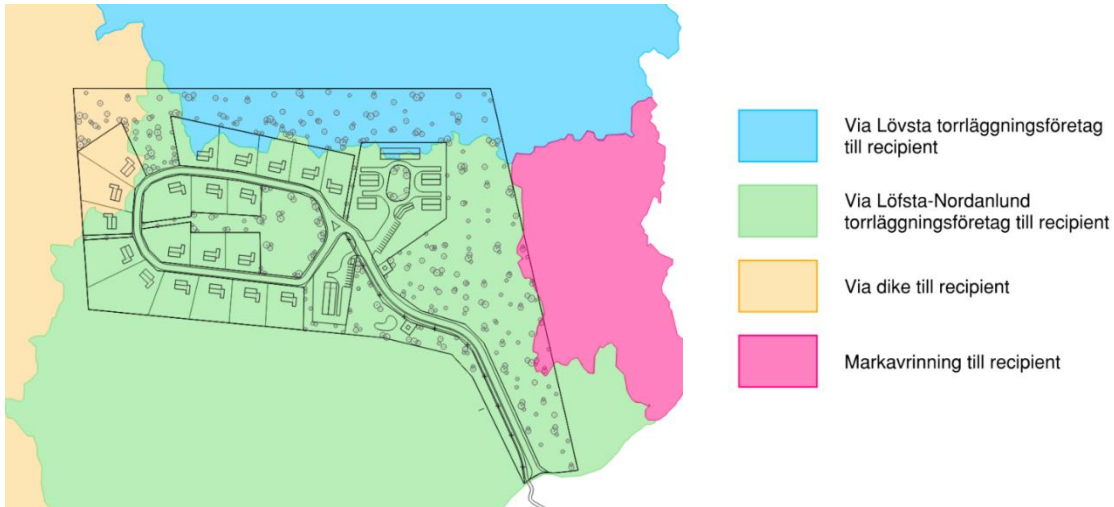 Via Lövsta torrläggningsföretag
till recipient
Via Löfsta-Nordanlund
torrläggningsföretag till recipient
Via dike till recipient
Markavrinning till recipient